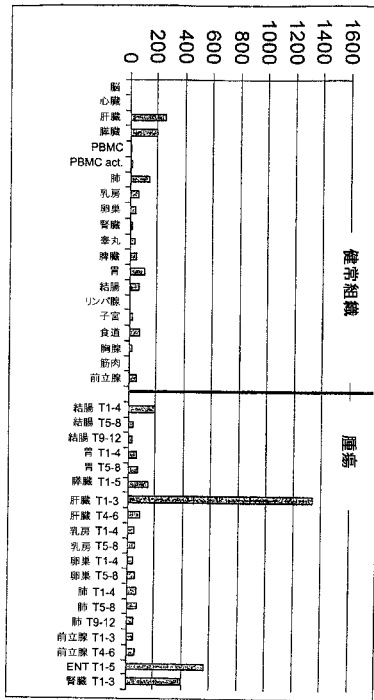 0 200 400 600 800 1000 1200 1400 1600
健常組織
脳
心臓
肝臓
膵臓
PBMC
PBMC act.
肺
乳房
卵巣
腎臓
睾丸
脾臓
胃
結腸
リンパ腺
子宮
食道
胸腺
筋肉
前立腺
腫瘍
結腸 T1-4
結腸 T5-8
結腸 T9-12
胃 T1-4
胃 T5-8
膵臓 T1-5
肝臓 T1-3
肝臓 T4-6
乳房 T1-4
乳房 T5-8
卵巣 T1-4
卵巣 T5-8
肺 T1-4
肺 T5-8
肺 T9-12
前立腺 T1-3
前立腺 T4-6
ENT T1-5
腎臓 T1-3